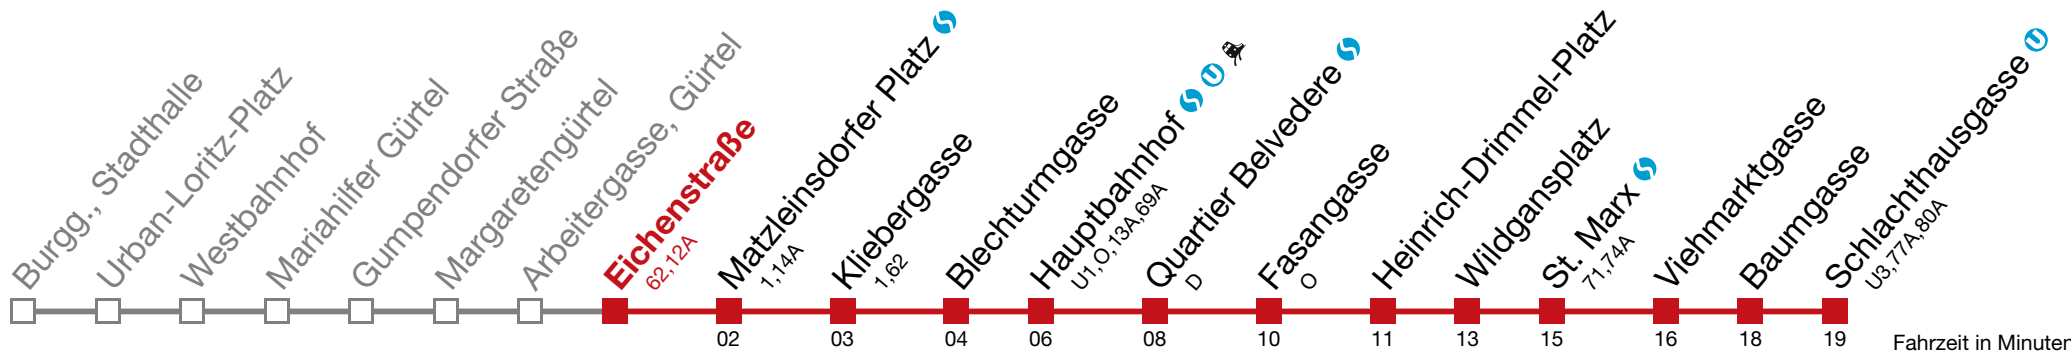 Burgg., Stadthalle
Urban-Loritz-Platz
Westbahnhof
Mariahilfer Gürtel
Gumpendorfer Straße
Margaretengürtel
Arbeitergasse, Gürtel
Eichenstraße
62,12A
Matzleinsdorfer Platz
1,14A
Kliebergasse
1,62
Blechturmgasse
Hauptbahnhof U
U1,O,13A,69A
Quartier Belvedere
D
Fasangasse
O
Heinrich-Drimmel-Platz
Wildgansplatz
St. Marx
71,74A
Viehmarktgasse
Baumgasse
Schlachthausgasse U
U3,77A,80A
02 03 04 06 08 10 11 13 15 16 18 19
Fahrzeit in Minuten